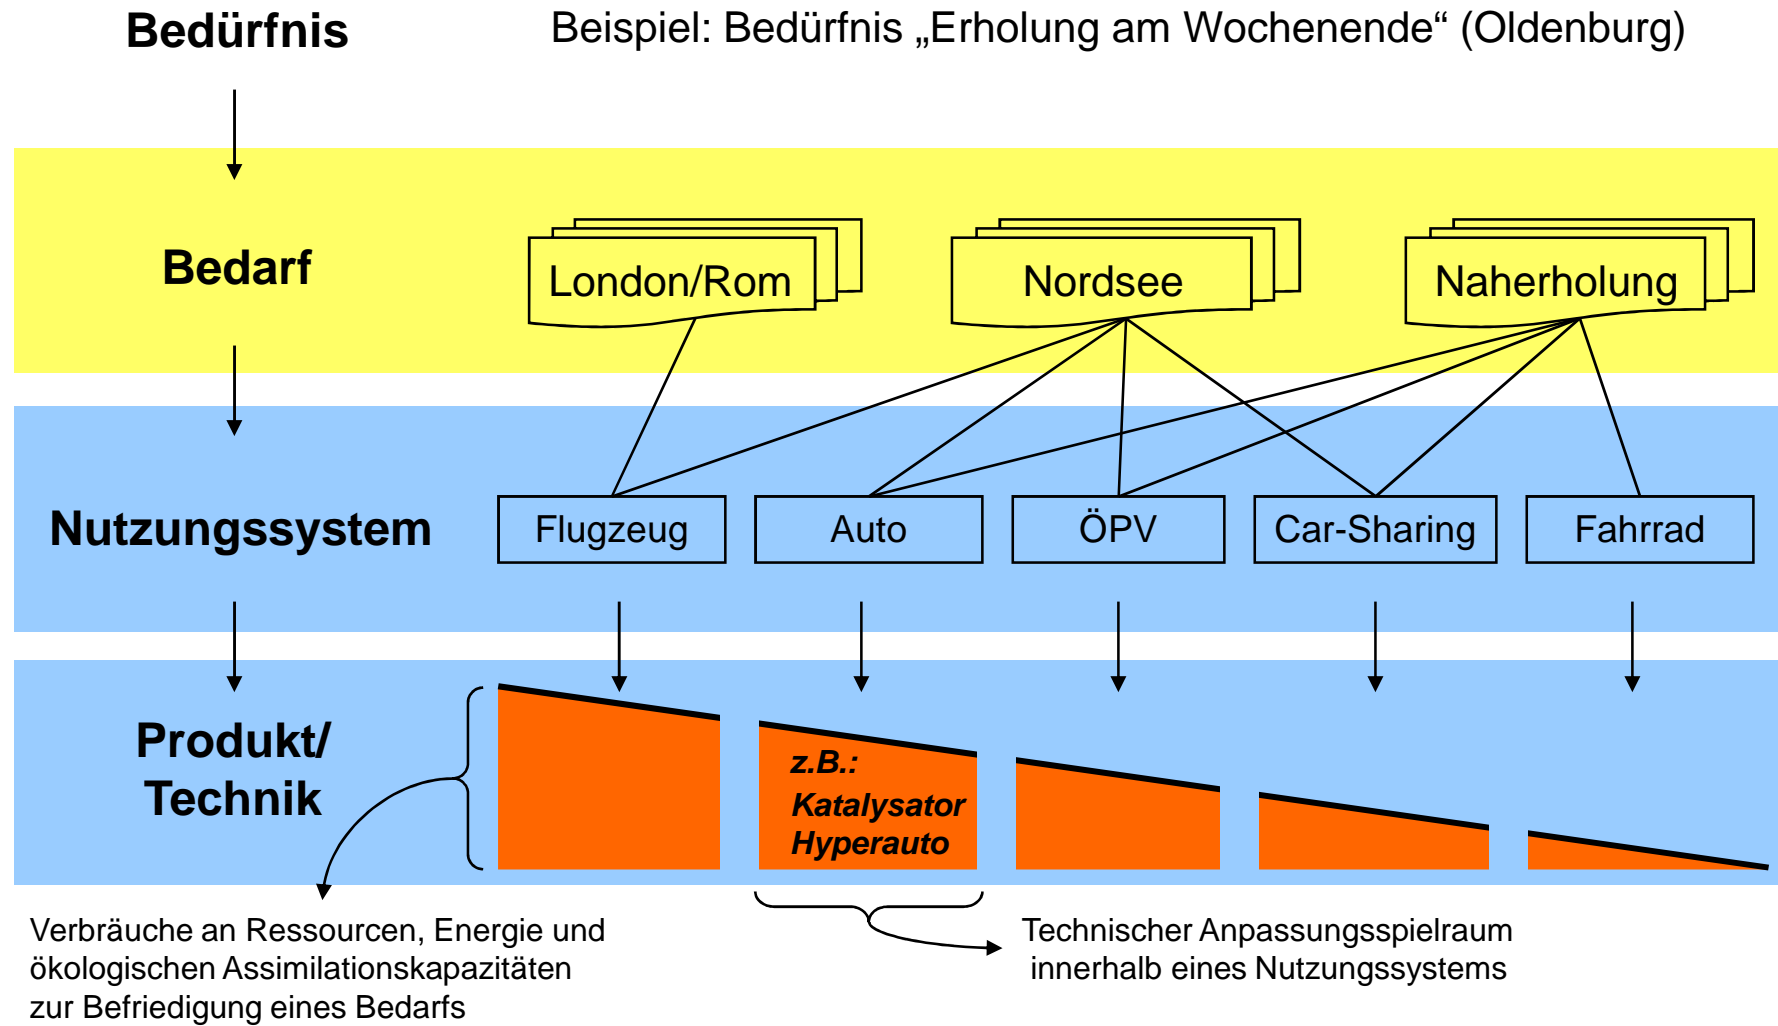 Bedürfnis
Beispiel: Bedürfnis „Erholung am Wochenende“ (Oldenburg)
Bedarf
London/Rom
Nordsee
Naherholung
Nutzungssystem
Flugzeug
Auto
ÖPV
Car-Sharing
Fahrrad
Produkt/
Technik
z.B.:
Katalysator
Hyperauto
Verbräuche an Ressourcen, Energie und
ökologischen Assimilationskapazitäten
zur Befriedigung eines Bedarfs
Technischer Anpassungsspielraum
innerhalb eines Nutzungssystems